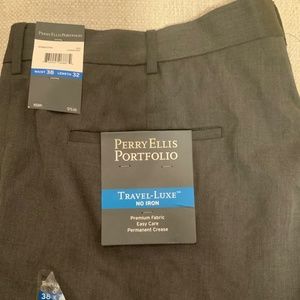 PERRY ELLIS PORTFOLIO
WAIST 38 LENGTH 32
PERRY ELLIS
PORTFOLIO
TRAVEL-LUXE™
NO IRON
Premium Fabric
Easy Care
Permanent Crease
38